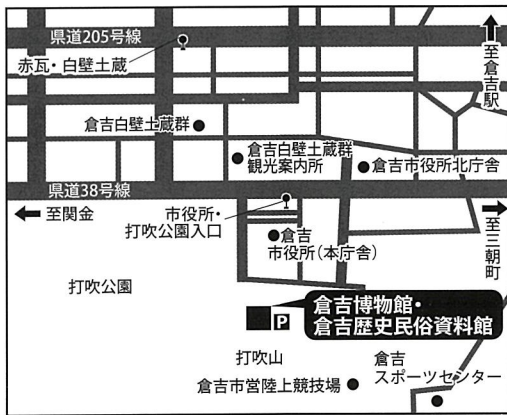 県道205号線
赤瓦・白壁土蔵
至倉吉駅
倉吉白壁土蔵群
倉吉白壁土蔵群
観光案内所
倉吉市役所北庁舎
県道38号線
至関金
市役所・
打吹公園入口
至三朝町
倉吉
市役所(本庁舎)
打吹公園
倉吉博物館・
倉吉歴史民俗資料館
P
打吹山
倉吉
スポーツセンター
倉吉市営陸上競技場